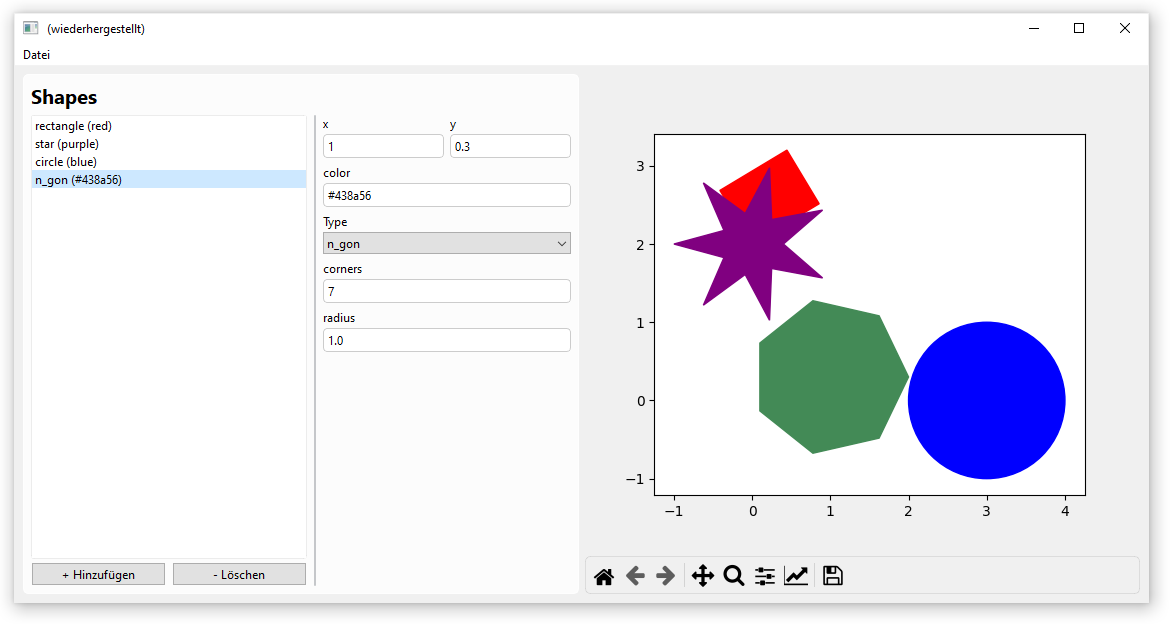 (wiederhergestellt)
Datei
Shapes
rectangle (red)
star (purple)
circle (blue)
n_gon (#438a56)
+ Hinzufügen
- Löschen
x
y
1
0.3
color
#438a56
Type
n_gon
corners
7
radius
1.0
3
2
1
0
−1
−1
0
1
2
3
4